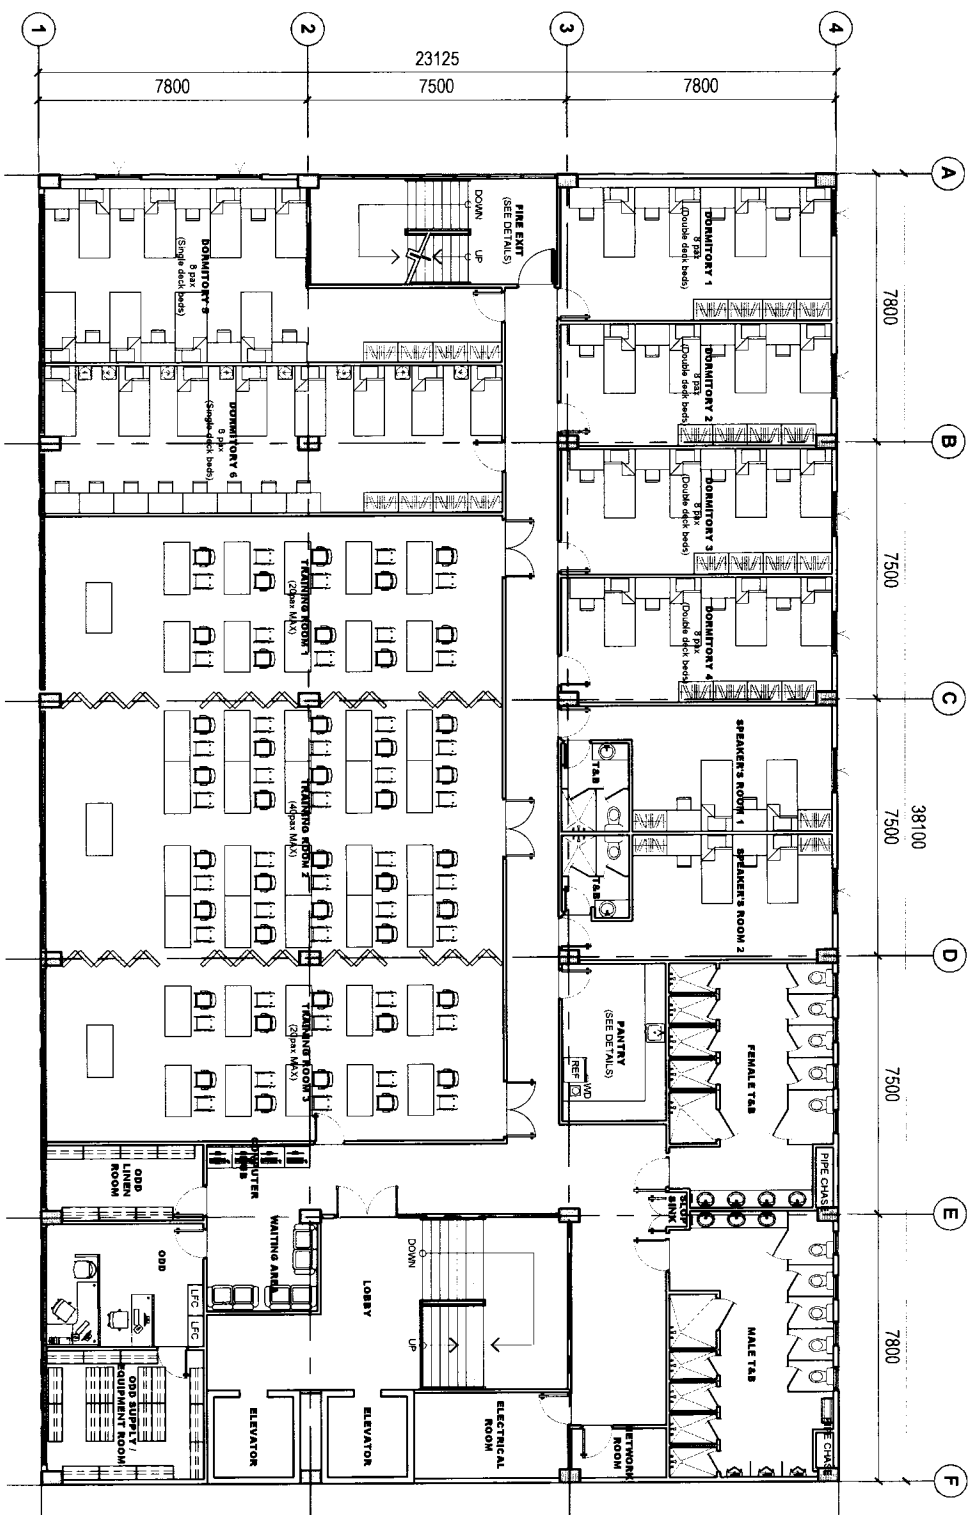 1
2
3
4
23125
7800
7500
7800
A
B
C
D
E
F
7800
7500
38100
7500
7500
7800
DORMITORY 5
8 pax
(Single deck beds)
DOWN
UP
FIRE EXIT
(SEE DETAILS)
DORMITORY 1
8 pax
(Double deck beds)
DORMITORY 2
8 pax
(Double deck beds)
DORMITORY 6
8 pax
(Single deck beds)
DORMITORY 3
8 pax
(Double deck beds)
DORMITORY 4
8 pax
(Double deck beds)
TRAINING ROOM 1
(20pax MAX)
TRAINING ROOM 2
(40pax MAX)
TRAINING ROOM 3
(20pax MAX)
SPEAKER'S ROOM 1
T&B
SPEAKER'S ROOM 2
T&B
PANTRY
(SEE DETAILS)
REF
WD
FEMALE T&B
PIPE CHASE
SLOP
SINK
ODD
LINEN
ROOM
COMPUTER
WAITING AREA
ODD
LFC
LFC
LOBBY
DOWN
UP
MALE T&B
PIPE CHASE
ODD SUPPLY /
EQUIPMENT ROOM
ELEVATOR
ELEVATOR
ELECTRICAL
ROOM
NETWORK
ROOM